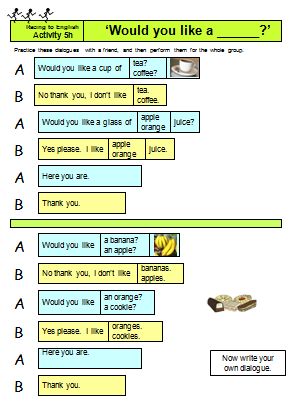 Racing to English
Activity 5h
‘Would you like a ______?’
Practice these dialogues with a friend, and then perform them for the whole group.
A Would you like a cup of tea? coffee?
B No thank you, I don't like tea. coffee.
A Would you like a glass of apple orange juice?
B Yes please. I like apple orange juice.
A Here you are.
B Thank you.
A Would you like a banana? an apple?
B No thank you, I don't like bananas. apples.
A Would you like an orange? a cookie?
B Yes please. I like oranges. cookies.
A Here you are.
B Thank you.
Now write your
own dialogue.